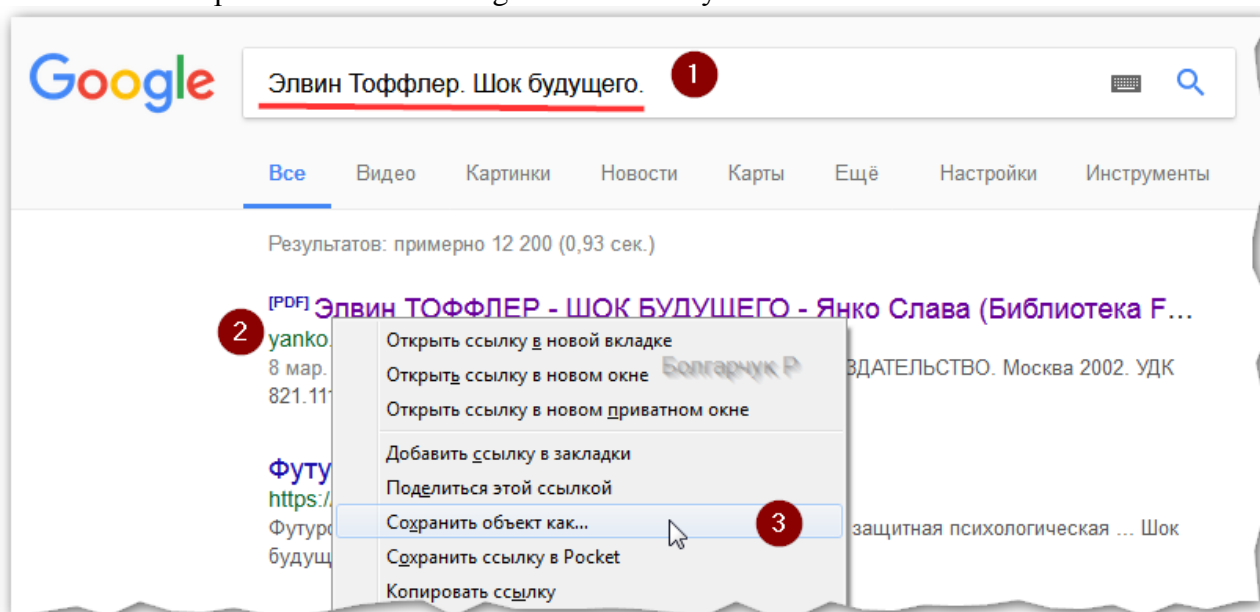 Google
Элвин Тоффлер. Шок будущего.
1
Все Видео Картинки Новости Карты Ещё Настройки Инструменты
Результатов: примерно 12 200 (0,93 сек.)
[PDF] Элвин ТОФФЛЕР - ШОК БУДУЩЕГО - Янко Слава (Библиотека F...
2
yanko.
Открыть ссылку в новой вкладке
8 мар.
Открыть ссылку в новом окне
Болгарчук Р
ЗДАТЕЛЬСТВО. Москва 2002. УДК
821.111
Открыть ссылку в новом приватном окне
Добавить ссылку в закладки
Футу
Поделиться этой ссылкой
https://
Сохранить объект как...
3
Футуро
защитная психологическая ... Шок
будущ
Сохранить ссылку в Pocket
Копировать ссылку